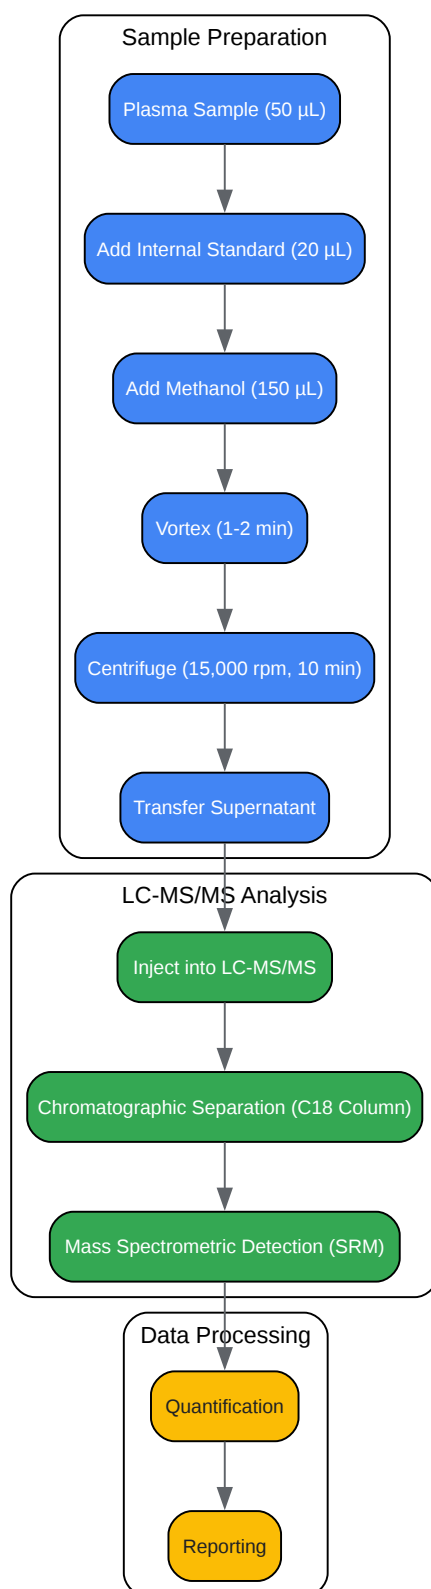 Sample Preparation
Plasma Sample (50 µL)
Add Internal Standard (20 µL)
Add Methanol (150 µL)
Vortex (1-2 min)
Centrifuge (15,000 rpm, 10 min)
Transfer Supernatant
LC-MS/MS Analysis
Inject into LC-MS/MS
Chromatographic Separation (C18 Column)
Mass Spectrometric Detection (SRM)
Data Processing
Quantification
Reporting